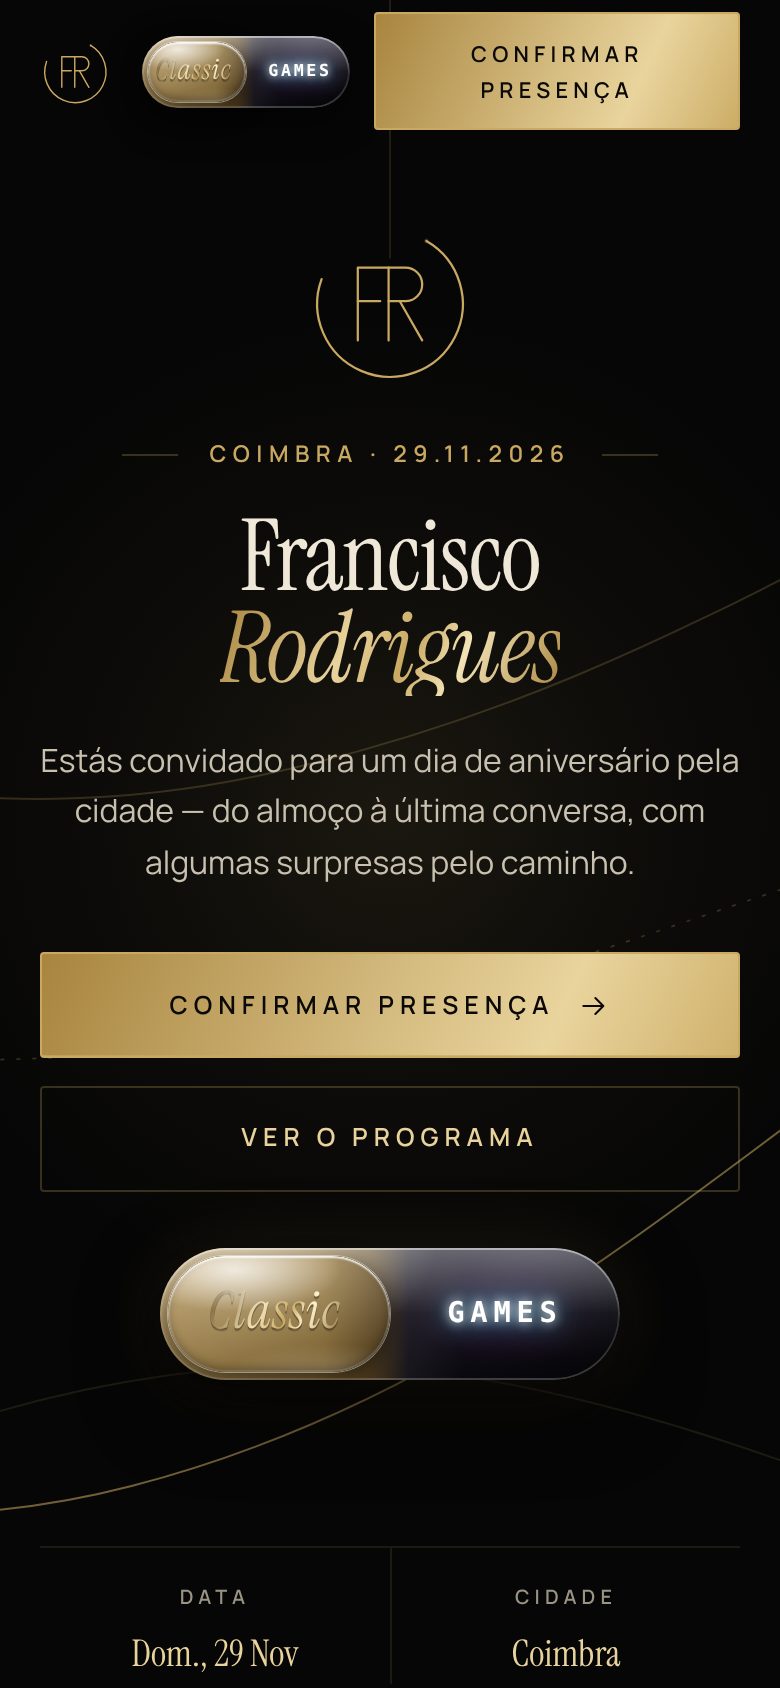 FR
Classic
GAMES
CONFIRMAR
PRESENÇA
FR
COIMBRA · 29.11.2026
Francisco
Rodrigues
Estás convidado para um dia de aniversário pela
cidade — do almoço à última conversa, com
algumas surpresas pelo caminho.
CONFIRMAR PRESENÇA →
VER O PROGRAMA
Classic
GAMES
DATA
Dom., 29 Nov
CIDADE
Coimbra